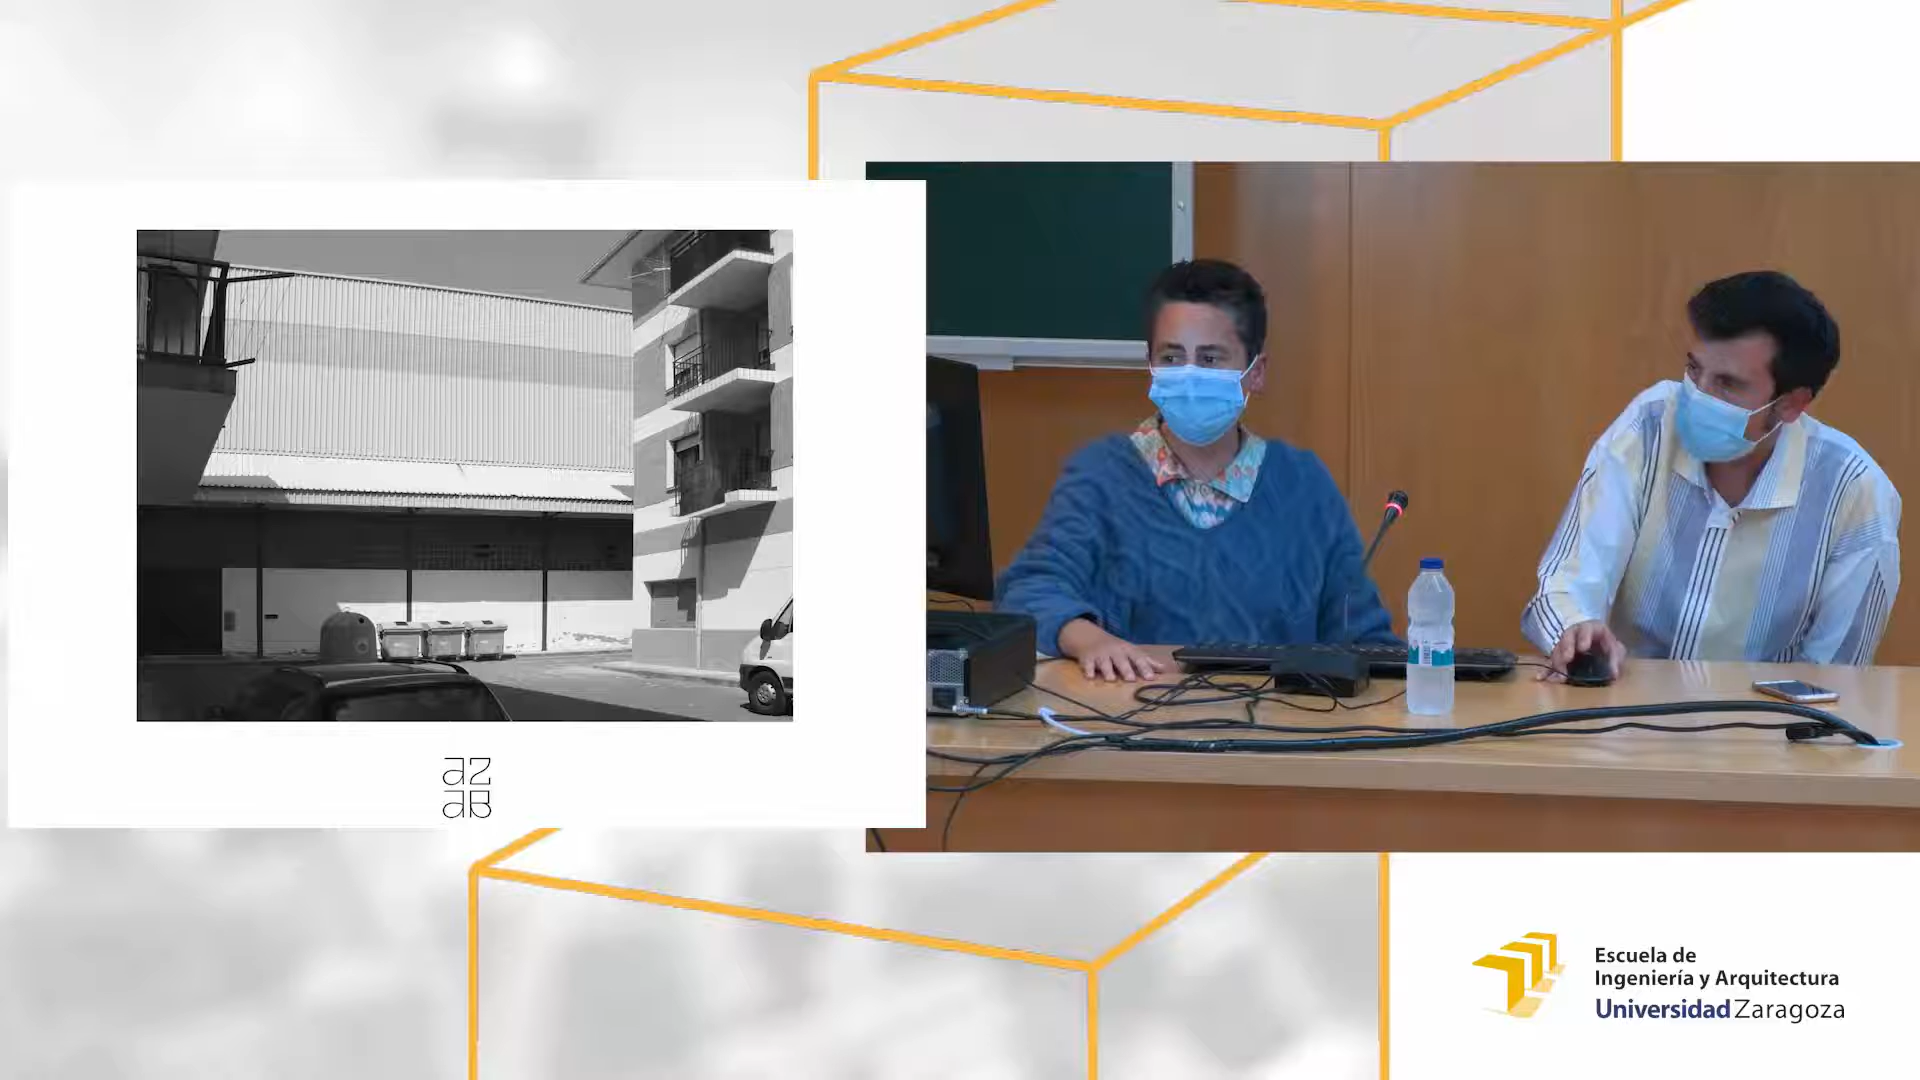 az
ab
Escuela de
Ingeniería y Arquitectura
Universidad Zaragoza